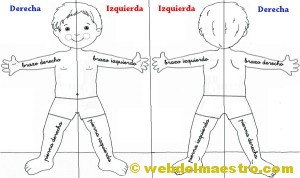 Derecha
Izquierda
Izquierda
Derecha
brazo derecho
brazo izquierdo
brazo izquierdo
brazo derecho
pierna derecha
pierna izquierda
pierna izquierda
pierna derecha
© webdelmaestro.com